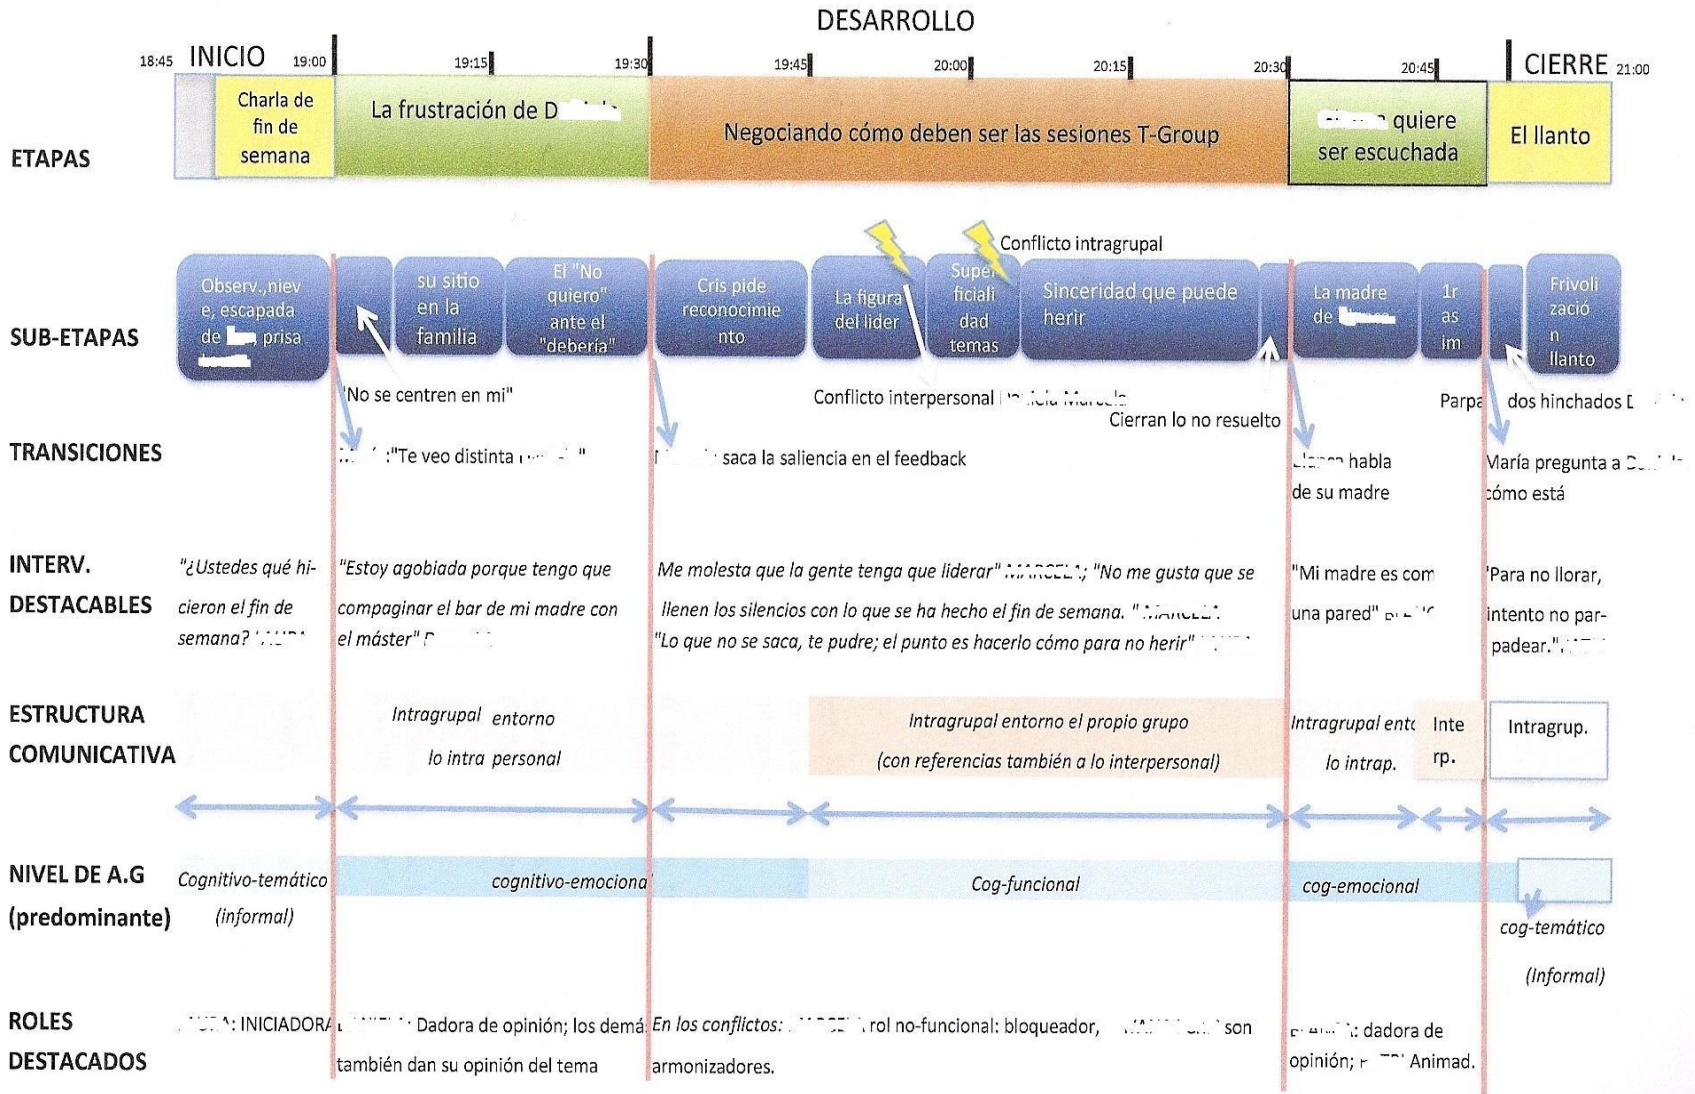 DESARROLLO
18:45 INICIO 19:00 19:15 19:30 19:45 20:00 20:15 20:30 20:45 CIERRE 21:00
ETAPAS
Charla de
fin de
semana
La frustración de D
Negociando cómo deben ser las sesiones T-Group
quiere
ser escuchada
El llanto
Conflicto intragrupal
SUB-ETAPAS
Observ.,niev
e, escapada
de prisa
su sitio
en la
familia
El "No
quiero"
ante el
"debería"
Cris pide
reconocimie
nto
La figura
del lider
Super
ficiali
dad
temas
Sinceridad que puede
herir
La madre
de
1r
as
im
Frivoli
zació
n
llanto
"No se centren en mi"
Conflicto interpersonal
Cierran lo no resuelto
Parpa dos hinchados
TRANSICIONES
:"Te veo distinta "
saca la saliencia en el feedback
habla
de su madre
María pregunta a
cómo está
INTERV.
DESTACABLES
"¿Ustedes qué hi-
cieron el fin de
semana?
"Estoy agobiada porque tengo que
compaginar el bar de mi madre con
el máster"
Me molesta que la gente tenga que liderar" MARCELA; "No me gusta que se
llenen los silencios con lo que se ha hecho el fin de semana. " MARCELA
"Lo que no se saca, te pudre; el punto es hacerlo cómo para no herir"
"Mi madre es com
una pared"
"Para no llorar,
intento no par-
padear."
ESTRUCTURA
COMUNICATIVA
Intragrupal entorno
lo intra personal
Intragrupal entorno el propio grupo
(con referencias también a lo interpersonal)
Intragrupal ento
lo intrap.
Inte
rp.
Intragrup.
NIVEL DE A.G
(predominante)
Cognitivo-temático
(informal)
cognitivo-emocional
Cog-funcional
cog-emocional
cog-temático
(Informal)
ROLES
DESTACADOS
: INICIADORA
: Dadora de opinión; los demá
también dan su opinión del tema
En los conflictos: rol no-funcional: bloqueador, son
armonizadores.
: dadora de
opinión; Animad.